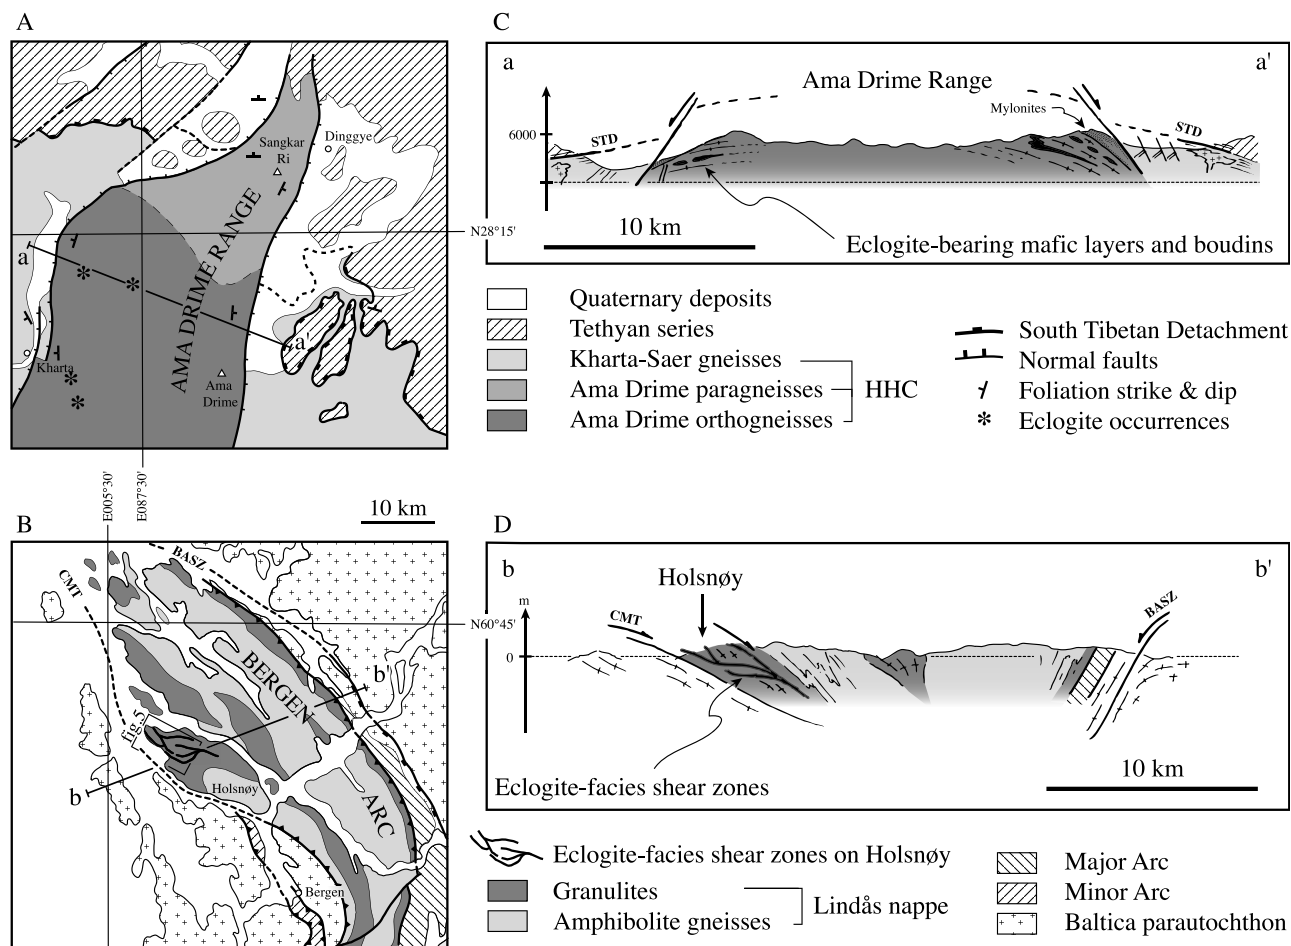 A
Sangkar
Ri
Dinggye
AMA DRIME RANGE
a
a'
Kharta
Ama
Drime
N28°15'
E005°30'
E087°30'
C
a
a'
Ama Drime Range
Mylonites
6000
STD
STD
10 km
Eclogite-bearing mafic layers and boudins
Quaternary deposits
Tethyan series
Kharta-Saer gneisses
Ama Drime paragneisses
Ama Drime orthogneisses
HHC
South Tibetan Detachment
Normal faults
Foliation strike & dip
Eclogite occurrences
B
10 km
BASZ
CMT
N60°45'
BERGEN
b'
fig.5
b
Holsnøy
ARC
Bergen
D
b
b'
Holsnøy
m
CMT
BASZ
0
10 km
Eclogite-facies shear zones
Eclogite-facies shear zones on Holsnøy
Granulites
Amphibolite gneisses
Lindås nappe
Major Arc
Minor Arc
Baltica parautochthon